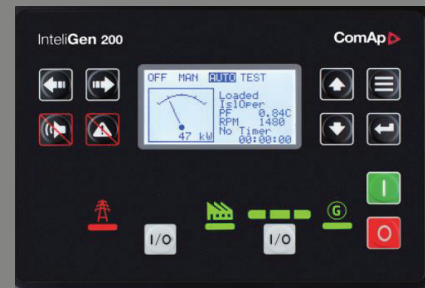 InteliGen 200
ComAp
OFF MAN AUTO TEST
Loaded
IslOper
PF 0.84C
RPM 1480
No Timer
00:00:00
47 kW
I/O
I/O
G
I
O